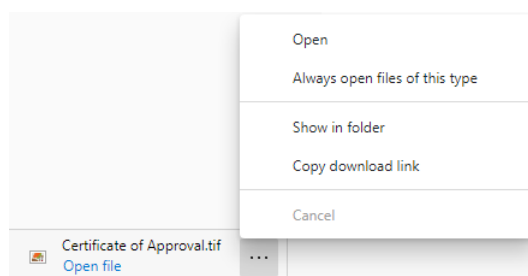 Open
Always open files of this type
Show in folder
Copy download link
Cancel
Certificate of Approval.tif
Open file
...